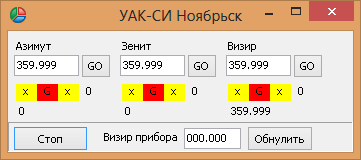 УАК-СИ Ноябрьск
Азимут Зенит Визир
359.999 GO 359.999 GO 359.999 GO
x G x 0 x G x 0 x G x 0
0 0 359.999
Стоп Визир прибора 000.000 Обнулить